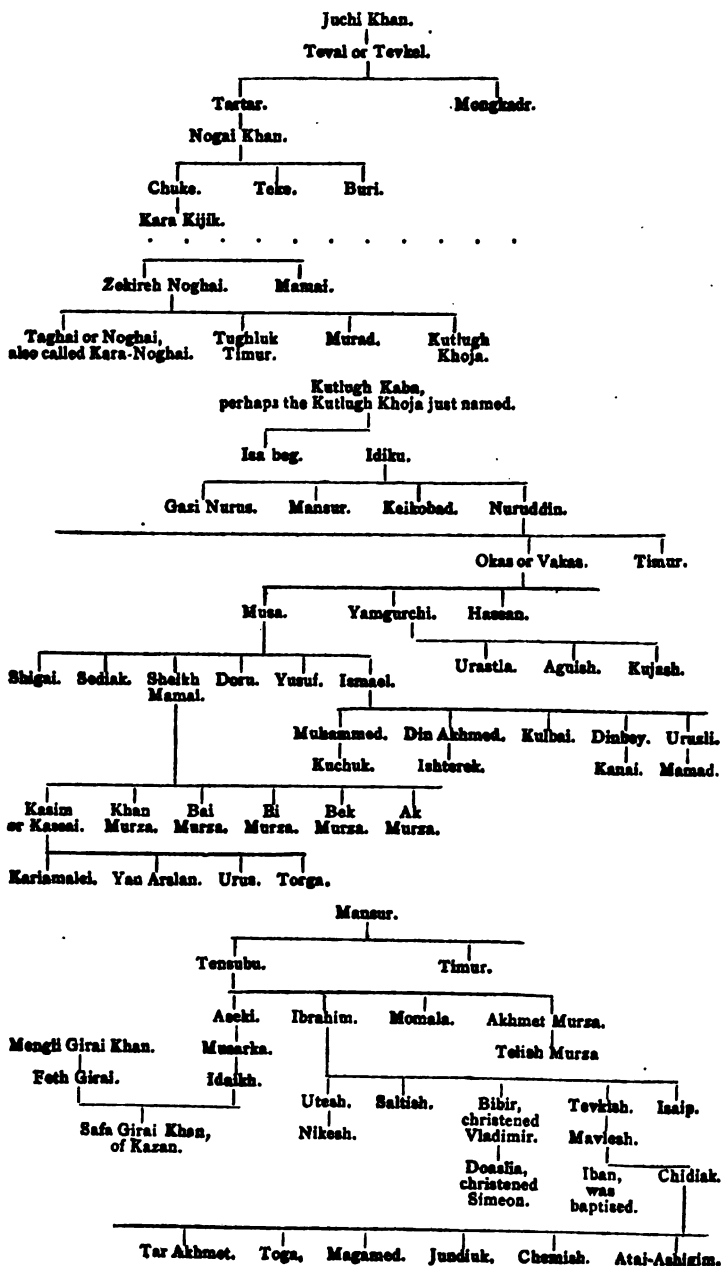 Juchi Khan.
Teval or Tevkel.
Tartar. Mengkadr.
Nogai Khan.
Chuke. Teke. Buri.
Kara Kijik.
Zekireh Noghai. Mamai.
Taghai or Noghai, Tughluk Murad. Kutlugh
also called Kara-Noghai. Timur. Khoja.
Kutlugh Kaba,
perhaps the Kutlugh Khoja just named.
Isa beg. Idiku.
Gazi Nurus. Mansur. Keikobad. Nuruddin.
Okas or Vakas. Timur.
Musa. Yamgurchi. Hassan.
Urastla. Aguish. Kujash.
Shigai. Sediak. Sheikh Doru. Yusuf. Ismael.
Mamai.
Muhammed. Din Akhmed. Kulbai. Dinbey. Urusli.
Kuchuk. Ishterek. Kanai. Mamad.
Kasim Khan Bai Bi Bek Ak
or Kassai. Murza. Murza. Murza. Murza. Murza.
Kariamalei. Yan Arslan. Urus. Torga.
Mansur.
Tensubu. Timur.
Aseki. Ibrahim. Momala. Akhmet Murza.
Mengli Girai Khan. Musarka. Telish Murza
Feth Girai. Idaikh.
Utesh. Saltish. Bibir, Tevkish. Isaip.
Safa Girai Khan, Nikesh. christened Mavlesh.
of Kazan. Vladimir.
Doaslia, Iban, Chidiak.
christened was
Simeon. baptised.
Tar Akhmet. Toga, Magamed. Jundiuk, Chemish. Atai-Ashigim.